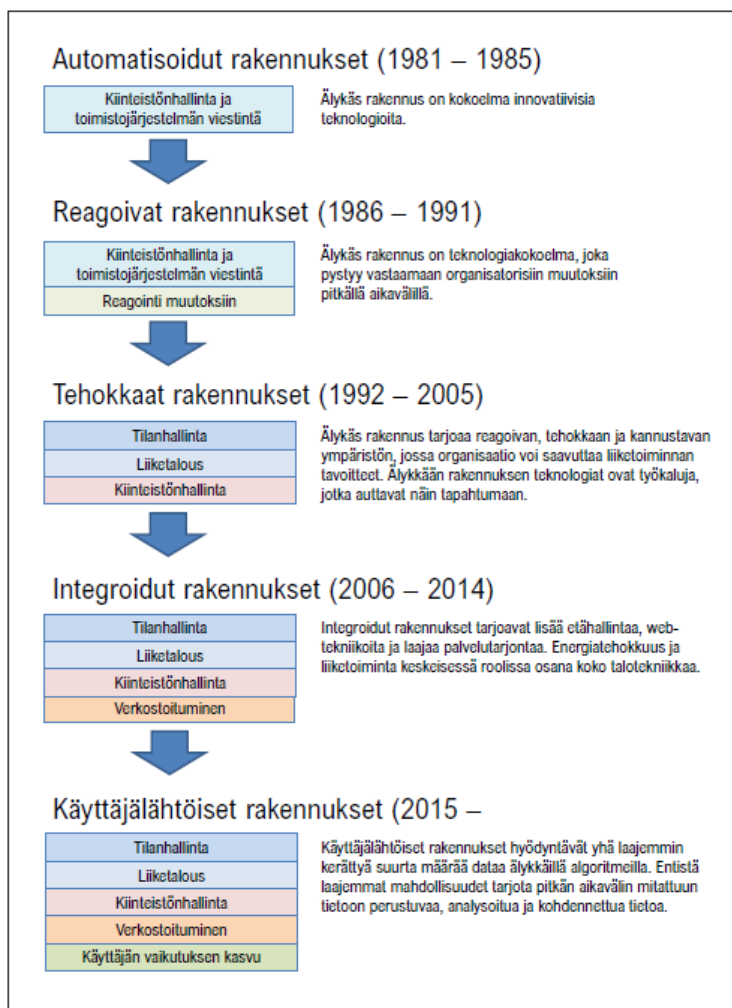 Automatisoidut rakennukset (1981 – 1985)
Kiinteistönhallinta ja
toimistojärjestelmän viestintä
Älykäs rakennus on kokoelma innovatiivisia
teknologioita.
Reagoivat rakennukset (1986 – 1991)
Kiinteistönhallinta ja
toimistojärjestelmän viestintä
Reagointi muutoksiin
Älykäs rakennus on teknologiakokoelma, joka
pystyy vastaamaan organisatorisiin muutoksiin
pitkällä aikavälillä.
Tehokkaat rakennukset (1992 – 2005)
Tilanhallinta
Liiketalous
Kiinteistönhallinta
Älykäs rakennus tarjoaa reagoivan, tehokkaan ja kannustavan
ympäristön, jossa organisaatio voi saavuttaa liiketoiminnan
tavoitteet. Älykkään rakennuksen teknologiat ovat työkaluja,
jotka auttavat näin tapahtumaan.
Integroidut rakennukset (2006 – 2014)
Tilanhallinta
Liiketalous
Kiinteistönhallinta
Verkostoituminen
Integroidut rakennukset tarjoavat lisää etähallintaa, web-
tekniikoita ja laajaa palvelutarjontaa. Energiatehokkuus ja
liiketoiminta keskeisessä roolissa osana koko talotekniikkaa.
Käyttäjälähtöiset rakennukset (2015 –
Tilanhallinta
Liiketalous
Kiinteistönhallinta
Verkostoituminen
Käyttäjän vaikutuksen kasvu
Käyttäjälähtöiset rakennukset hyödyntävät yhä laajemmin
kerättyä suurta määrää dataa älykkäillä algoritmeilla. Entistä
laajemmat mahdollisuudet tarjota pitkän aikavälin mitattuun
tietoon perustuvaa, analysoitua ja kohdennettua tietoa.